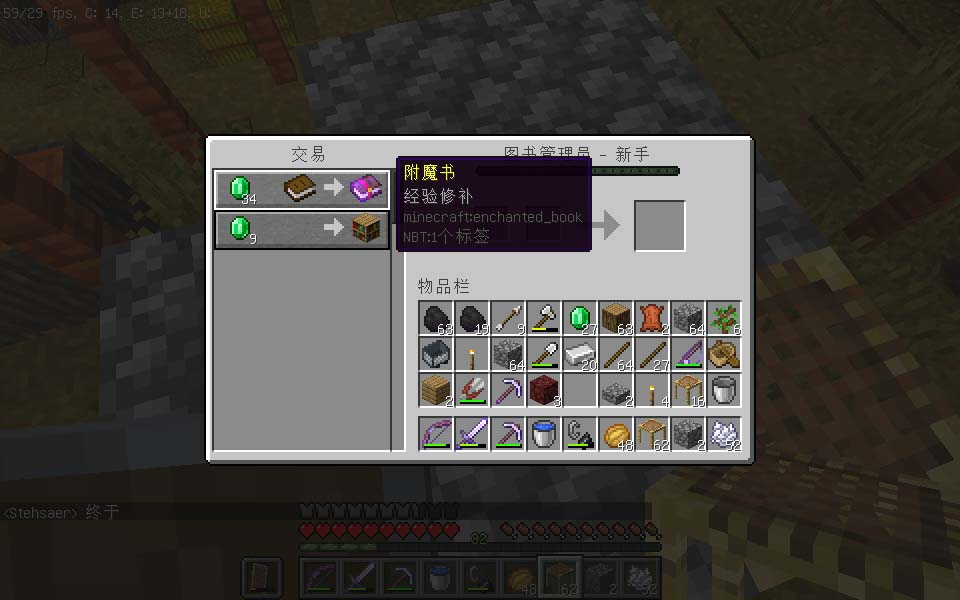 59/29 fps, C: 14, E: 13+18, U:
交易
图书管理员 - 新手
34
附魔书
经验修补
minecraft:enchanted_book
NBT:1个标签
9
物品栏
63 19 9 27 63 2 64 6
64 20 64 27
2 3 2 4 16
48 62 2 52
<Stehsaer> 终于
82
48 62 2 52